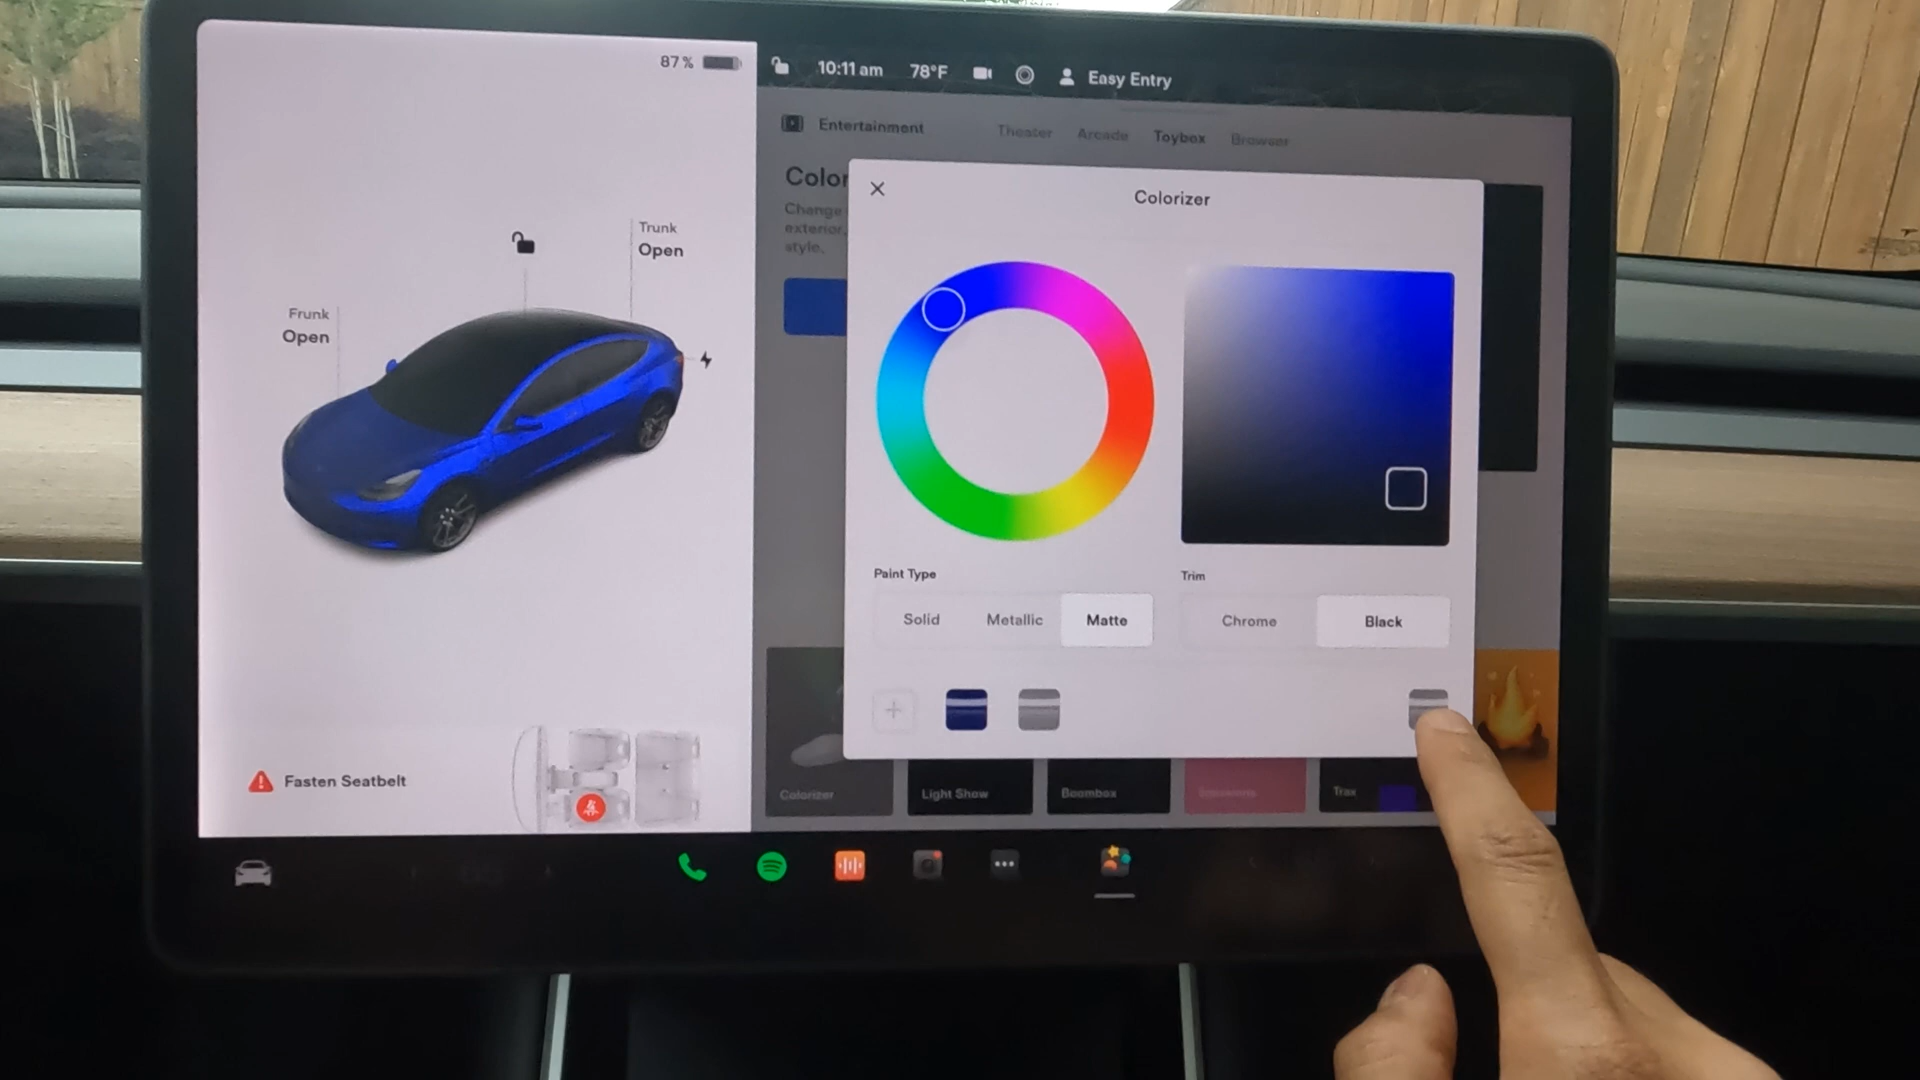 87%
10:11 am
78°F
Easy Entry
Entertainment
Theater
Arcade
Toybox
Browser
Color
Change
exterior,
style.
Colorizer
Trunk
Open
Frunk
Open
Paint Type
Trim
Solid
Metallic
Matte
Chrome
Black
Fasten Seatbelt
Colorizer
Light Show
Boombox
Trax